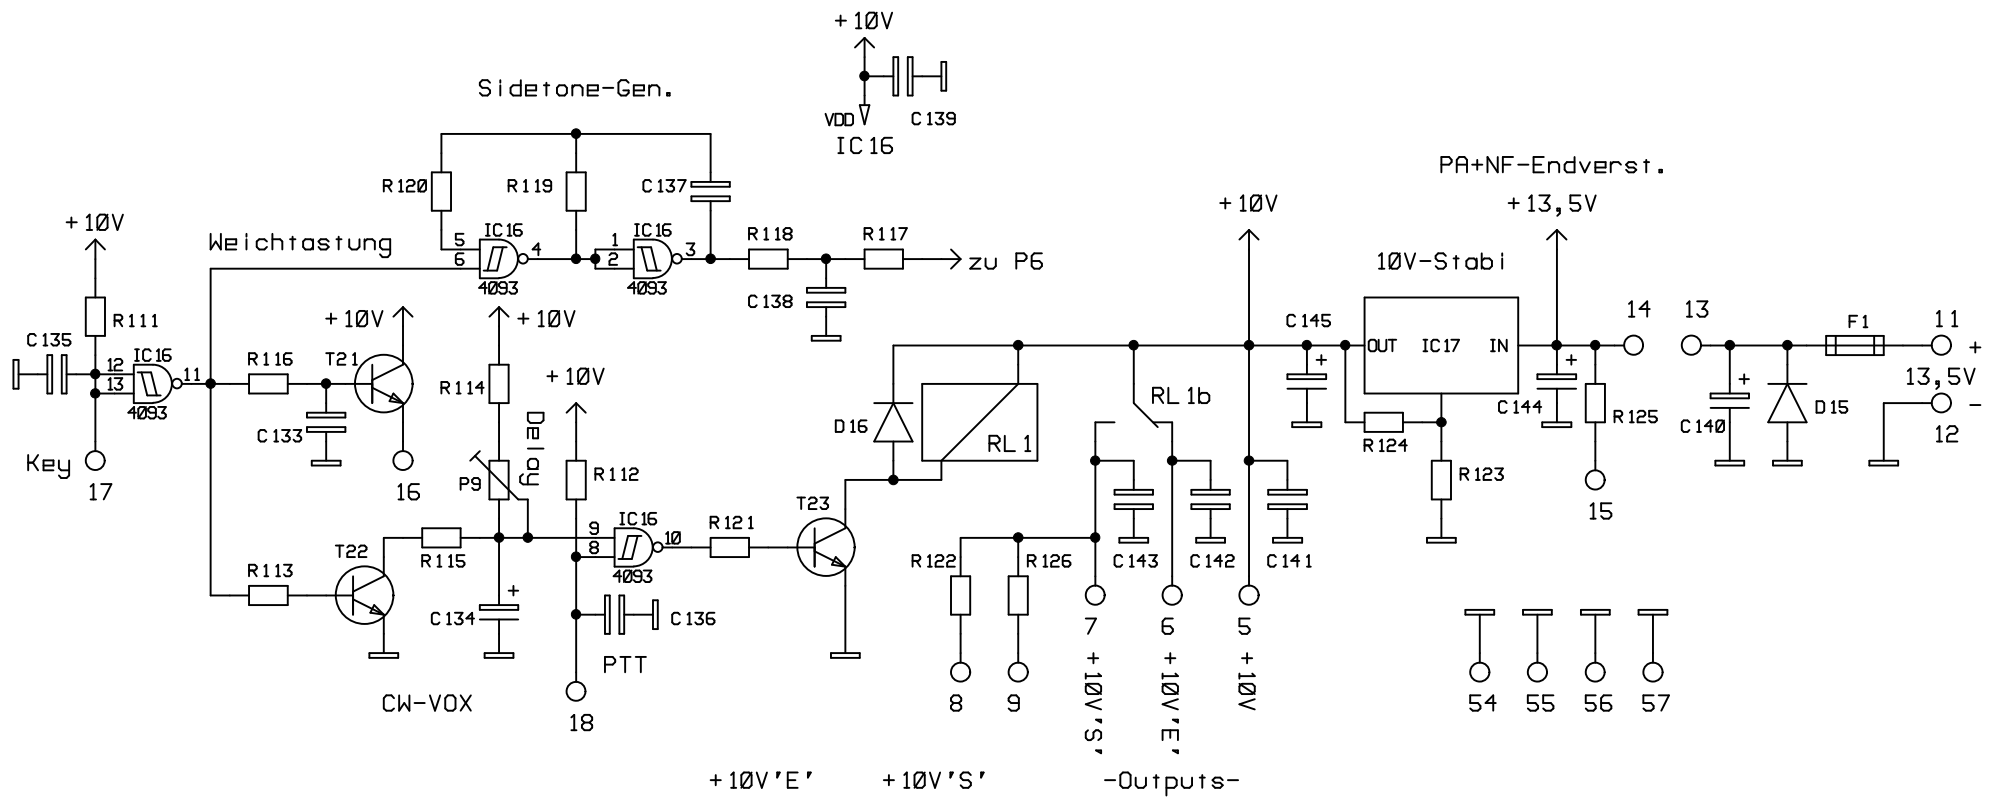 +10V
VDD
IC16
C139
Sidetone-Gen.
R120
R119
C137
IC16
5
6
4
4093
IC16
1
2
3
4093
R118
R117
C138
zu P6
Weichtastung
+10V
R111
C135
IC16
12
13
11
4093
Key
17
+10V
R116
T21
C133
16
+10V
R114
Delay
P9
+10V
R112
R115
T22
R113
C134
CW-VOX
IC16
9
8
10
4093
C136
PTT
18
R121
T23
D16
RL1
RL1b
+10V
C145
10V-Stabi
OUT
IC17
IN
PA+NF-Endverst.
+13,5V
C144
R124
R123
R125
14
15
13
C140
D15
F1
11
+
13,5V
-
12
R122
R126
C143
C142
C141
8
9
7 +10V'S'
6 +10V'E'
5 +10V
54
55
56
57
+10V'E'
+10V'S'
-Outputs-